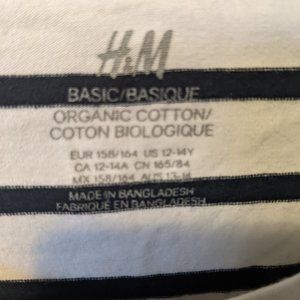 H&M
BASIC/BASIQUE
ORGANIC COTTON/
COTON BIOLOGIQUE
EUR 158/164 US 12-14Y
CA 12-14A CN 165/84
MX 158/164 AUS 13-14
MADE IN BANGLADESH
FABRIQUÉ EN BANGLADESH